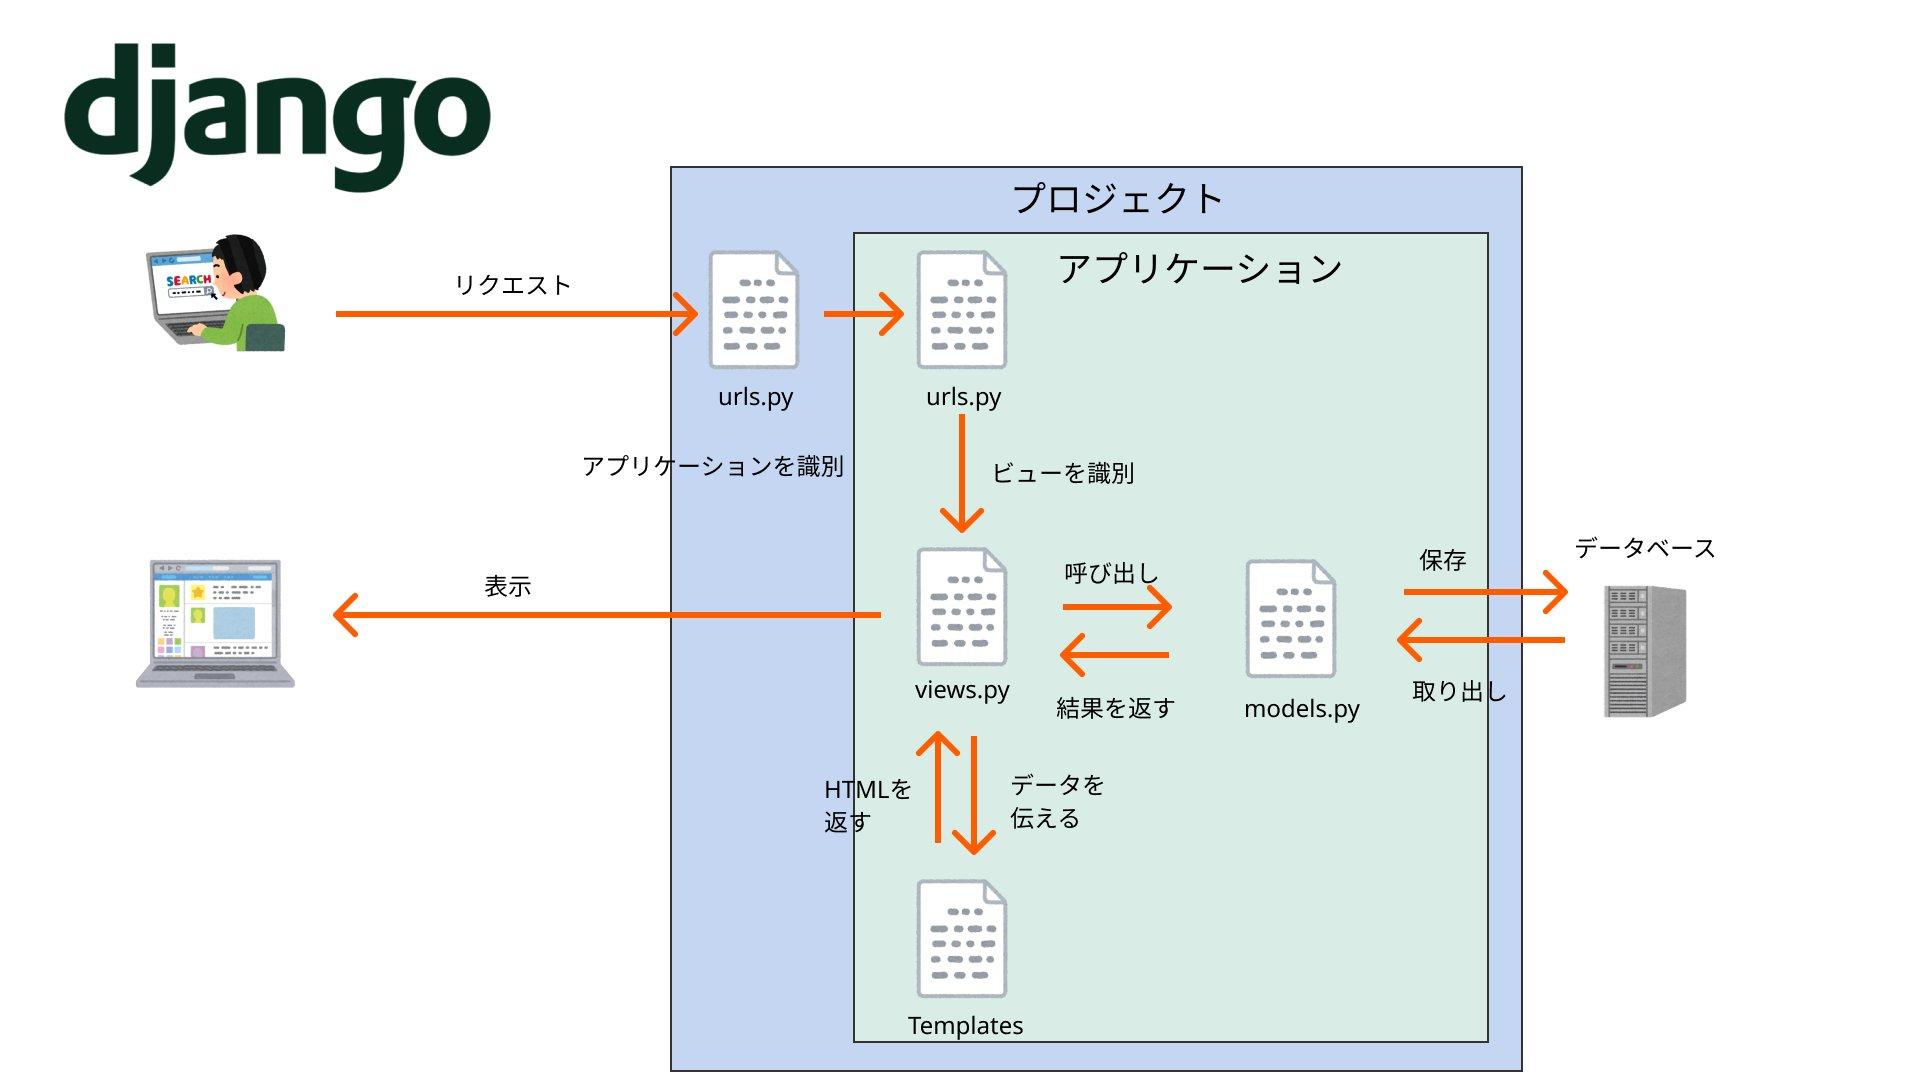 django
プロジェクト
アプリケーション
SEARCH
リクエスト
urls.py
urls.py
アプリケーションを識別
ビューを識別
表示
呼び出し
保存
データベース
views.py
結果を返す
models.py
取り出し
HTMLを
返す
データを
伝える
Templates